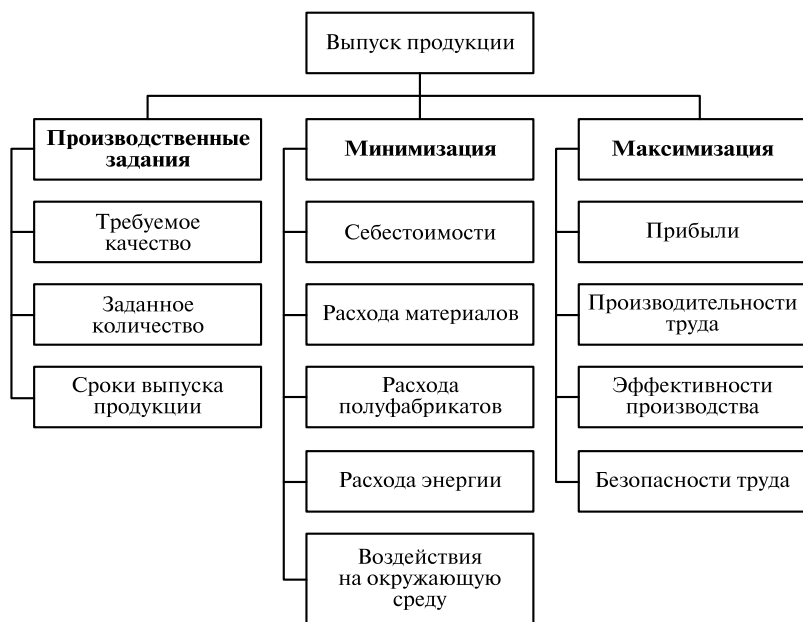 Выпуск продукции
Производственные
задания
Требуемое
качество
Заданное
количество
Сроки выпуска
продукции
Минимизация
Себестоимости
Расхода материалов
Расхода
полуфабрикатов
Расхода энергии
Воздействия
на окружающую
среду
Максимизация
Прибыли
Производительности
труда
Эффективности
производства
Безопасности труда